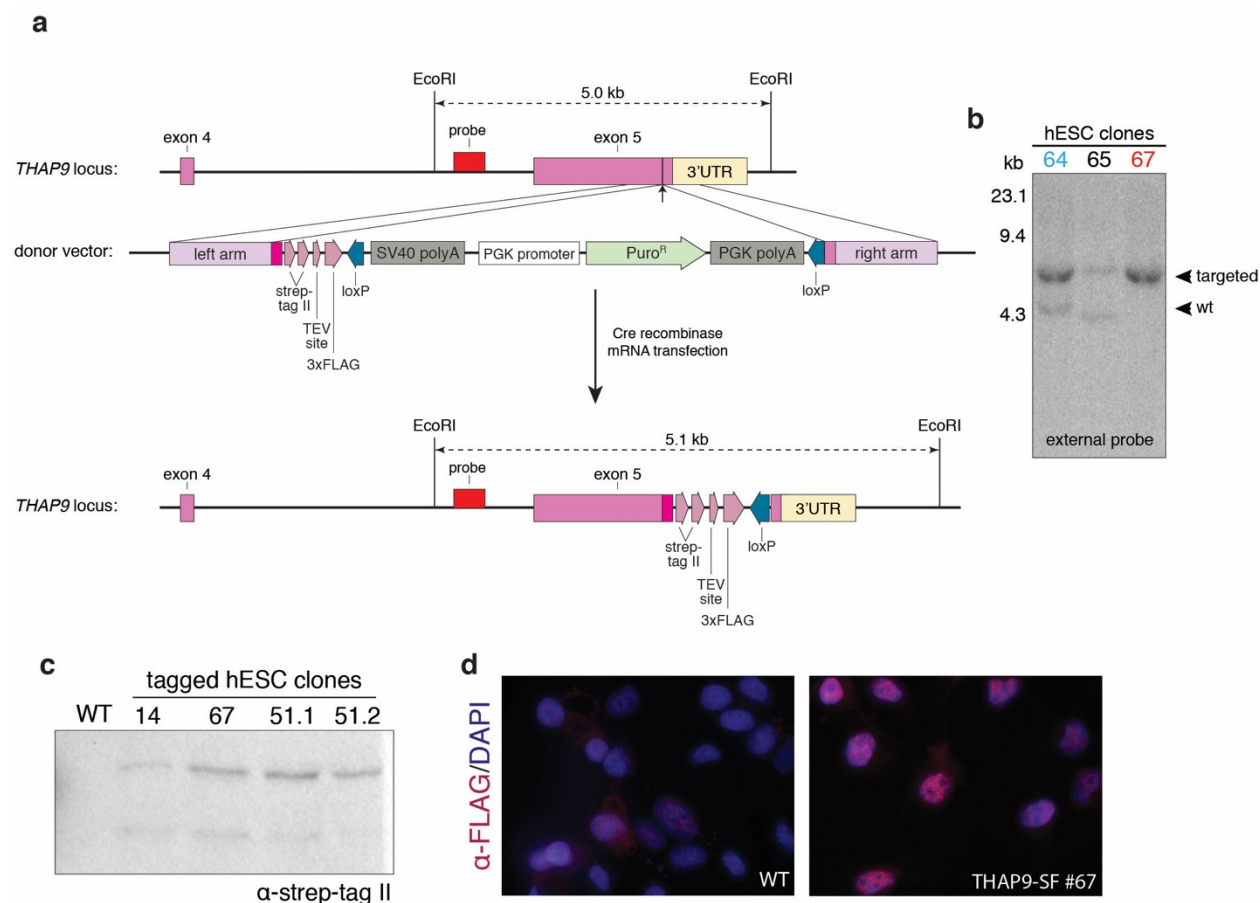 a
EcoRI
EcoRI
5.0 kb
exon 4
probe
exon 5
THAP9 locus:
3'UTR
donor vector:
left arm
SV40 polyA
PGK promoter
Puroᴿ
PGK polyA
right arm
strep-
tag II
loxP
loxP
TEV
site
3xFLAG
Cre recombinase
mRNA transfection
EcoRI
EcoRI
5.1 kb
exon 4
probe
exon 5
THAP9 locus:
3'UTR
strep-
tag II
loxP
TEV
site
3xFLAG
b
hESC clones
kb
64 65 67
23.1
9.4
targeted
wt
4.3
external probe
c
tagged hESC clones
WT 14 67 51.1 51.2
α-strep-tag II
d
α-FLAG/DAPI
WT
THAP9-SF #67